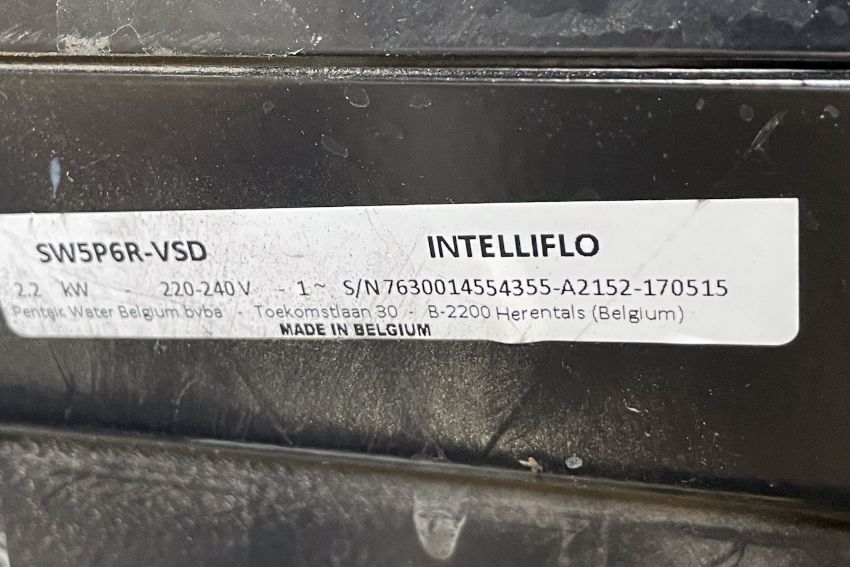 SW5P6R-VSD INTELLIFLO
2.2 kW - 220-240 V - 1 ~ S/N7630014554355-A2152-170515
Pentair Water Belgium bvba - Toekomstlaan 30 - B-2200 Herentals (Belgium)
MADE IN BELGIUM